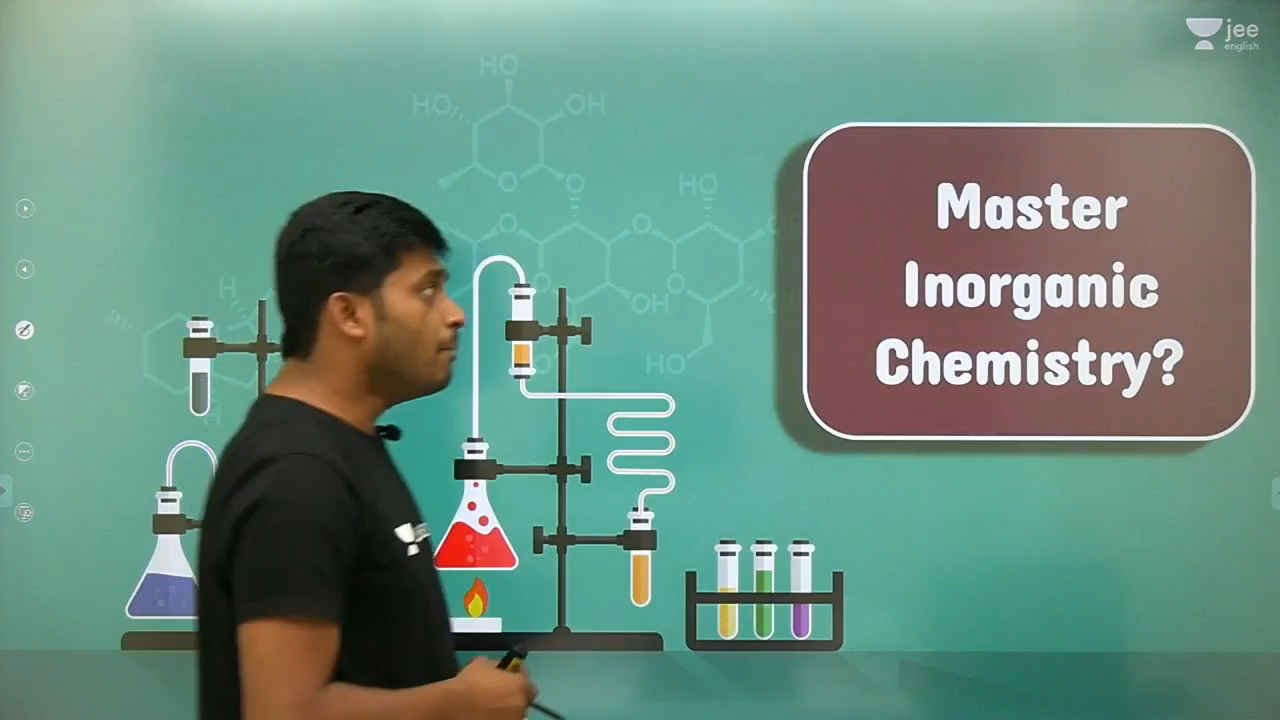 jee
english
HO
HO
OH
O
O
HO
O
O
O
H
O
OH
HO
Master
Inorganic
Chemistry?